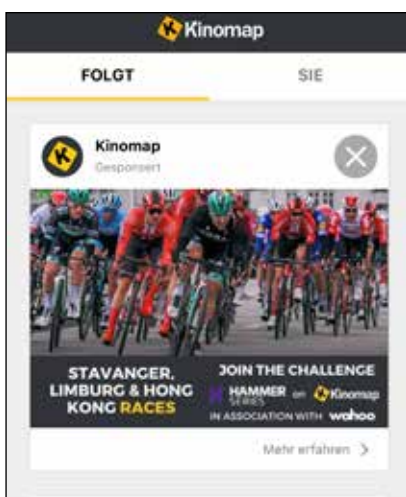 Kinomap
FOLGT SIE
Kinomap
Gesponsert
STAVANGER,
LIMBURG & HONG
KONG RACES
JOIN THE CHALLENGE
HAMMER SERIES on Kinomap
IN ASSOCIATION WITH wahoo
Mehr erfahren